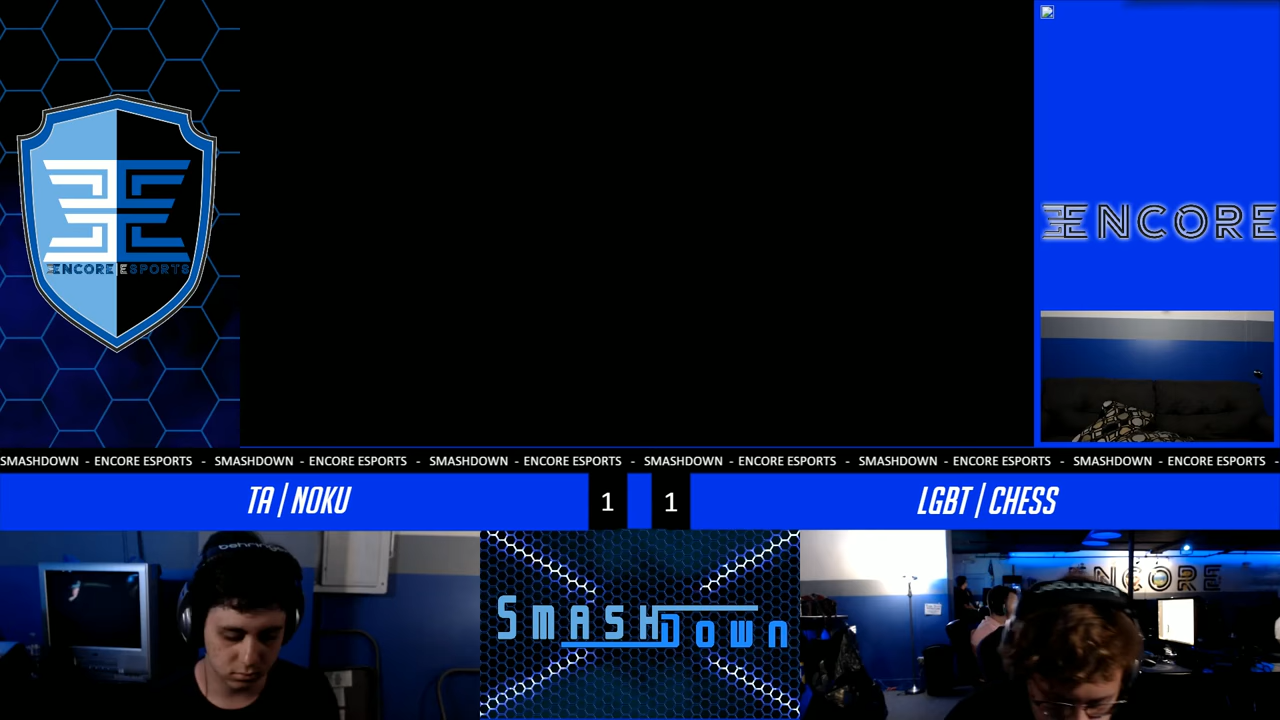 ENCORE ESPORTS
ENCORE
SMASHDOWN - ENCORE ESPORTS - SMASHDOWN - ENCORE ESPORTS - SMASHDOWN - ENCORE ESPORTS - SMASHDOWN - ENCORE ESPORTS - SMASHDOWN - ENCORE ESPORTS - SMASHDOWN - ENCORE ESPORTS -
TA | NOKU 1 1 LGBT | CHESS
behringer
SMASHDOWN
ENCORE